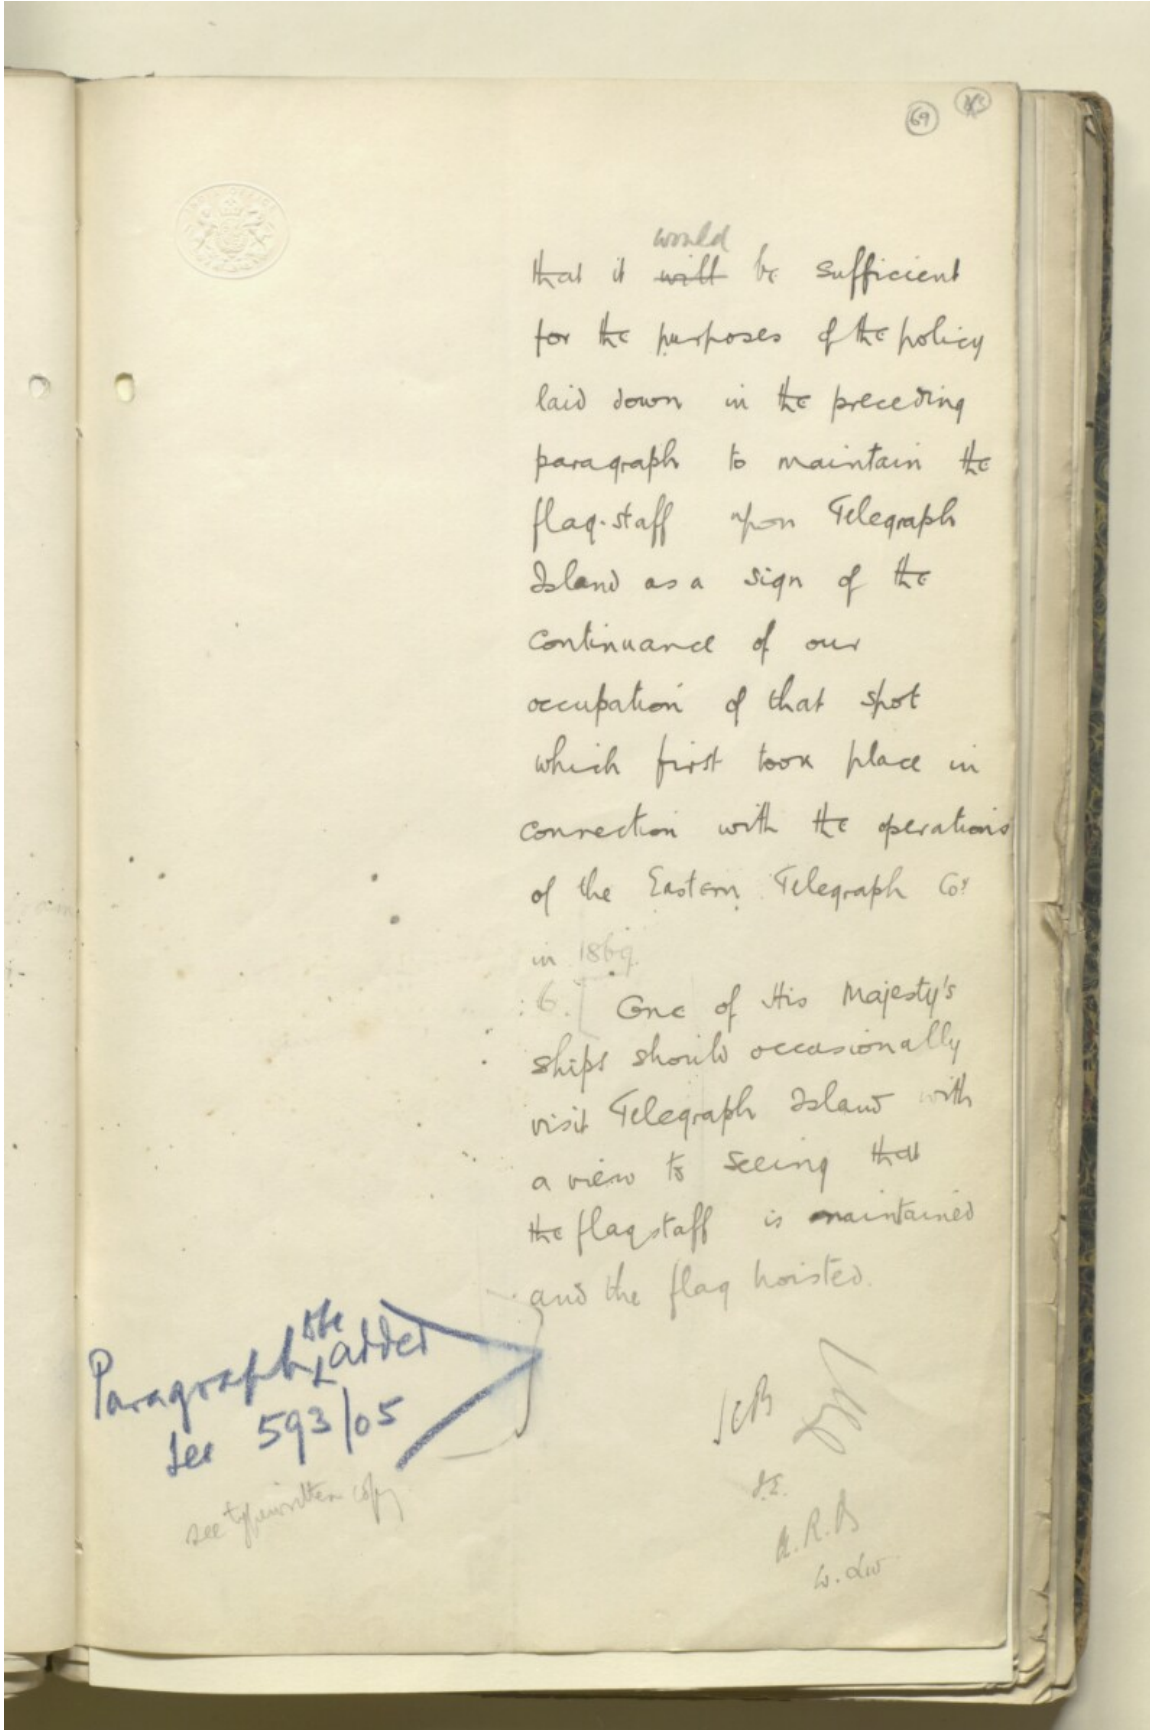 69
would
that it will be sufficient
for the purposes of the policy
laid down in the preceding
paragraph to maintain the
flag-staff upon Telegraph
Island as a sign of the
continuance of our
occupation of that spot
which first took place in
connection with the operations
of the Eastern Telegraph Coy
in 1869.
6. [ One of His Majesty's
ships should occasionally
visit Telegraph Island with
a view to seeing that
the flagstaff is maintained
and the flag hoisted.
the
Paragraph added
see 593/05
see typewritten copy
A.R.B